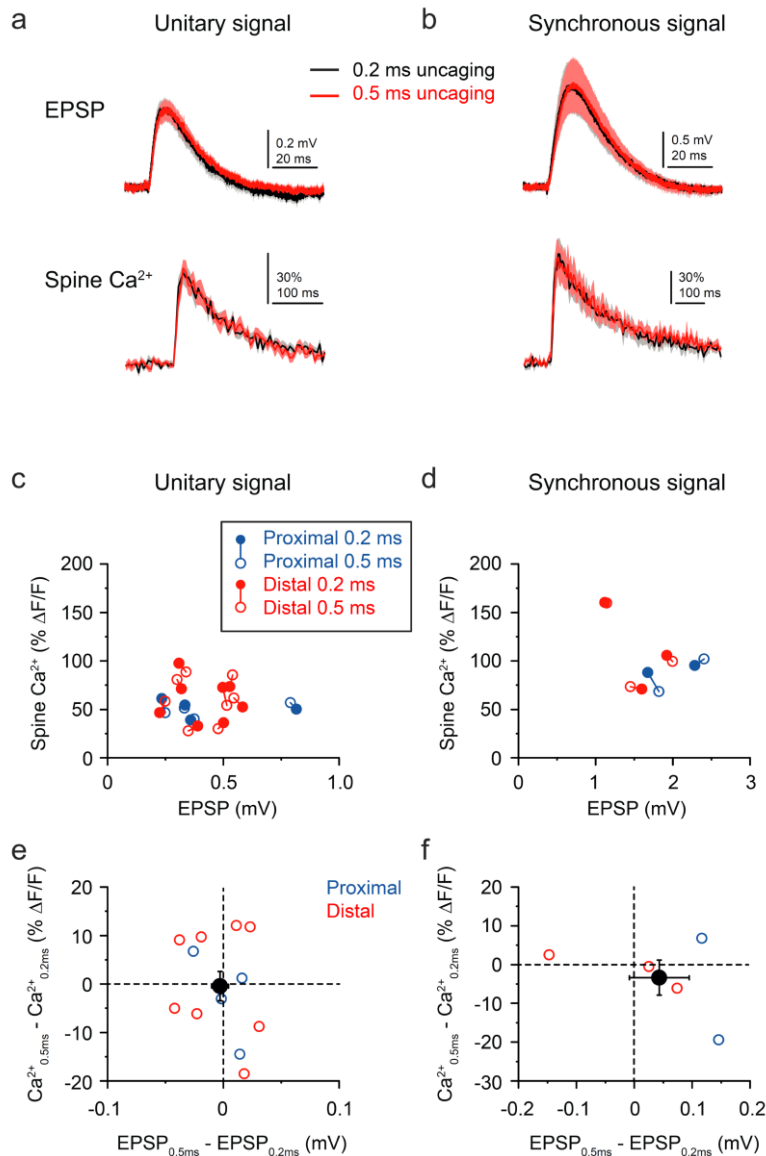 a
Unitary signal
b
Synchronous signal
0.2 ms uncaging
0.5 ms uncaging
EPSP
0.2 mV
20 ms
0.5 mV
20 ms
Spine Ca²⁺
30%
100 ms
30%
100 ms
c
Unitary signal
d
Synchronous signal
Proximal 0.2 ms
Proximal 0.5 ms
Distal 0.2 ms
Distal 0.5 ms
Spine Ca²⁺ (% ΔF/F)
200
150
100
50
0
0
0.5
1.0
EPSP (mV)
Spine Ca²⁺ (% ΔF/F)
200
150
100
50
0
0
1
2
3
EPSP (mV)
e
Proximal
Distal
Ca²⁺0.5ms - Ca²⁺0.2ms (% ΔF/F)
20
10
0
-10
-20
-0.1
0
0.1
EPSP0.5ms - EPSP0.2ms (mV)
f
Ca²⁺0.5ms - Ca²⁺0.2ms (% ΔF/F)
20
10
0
-10
-20
-30
-0.2
-0.1
0
0.1
0.2
EPSP0.5ms - EPSP0.2ms (mV)